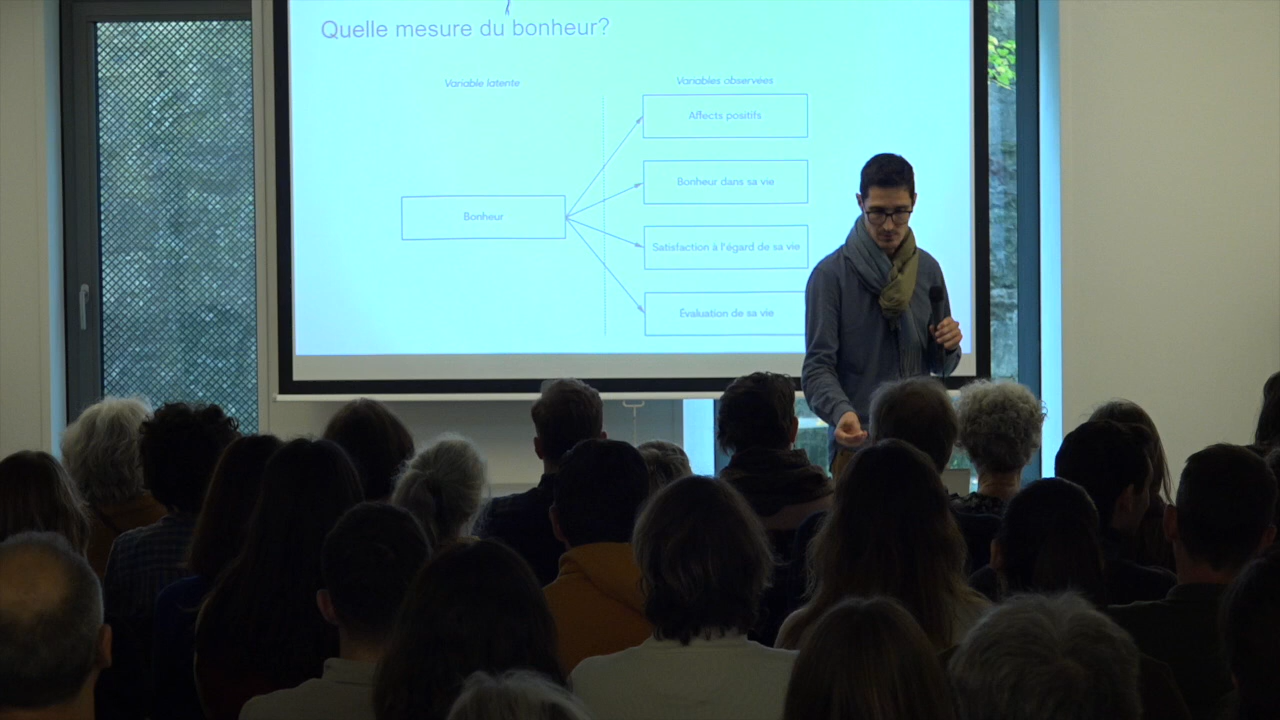 Quelle mesure du bonheur?
Variable latente
Variables observées
Affects positifs
Bonheur dans sa vie
Bonheur
Satisfaction à l'égard de sa vie
Évaluation de sa vie